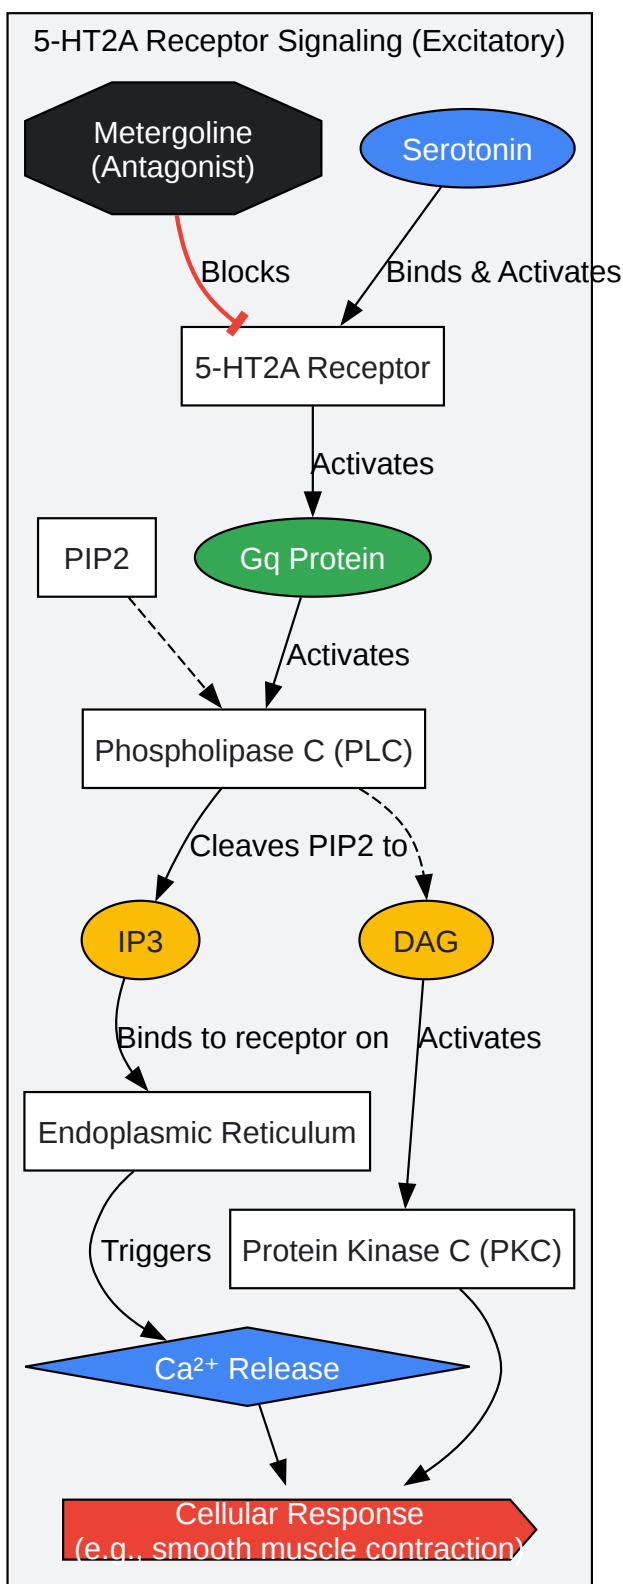 5-HT2A Receptor Signaling (Excitatory)
Metergoline
(Antagonist)
Serotonin
Blocks
Binds & Activates
5-HT2A Receptor
Activates
PIP2
Gq Protein
Activates
Phospholipase C (PLC)
Cleaves PIP2 to
IP3
DAG
Binds to receptor on
Activates
Endoplasmic Reticulum
Triggers
Protein Kinase C (PKC)
Ca²⁺ Release
Cellular Response
(e.g., smooth muscle contraction)